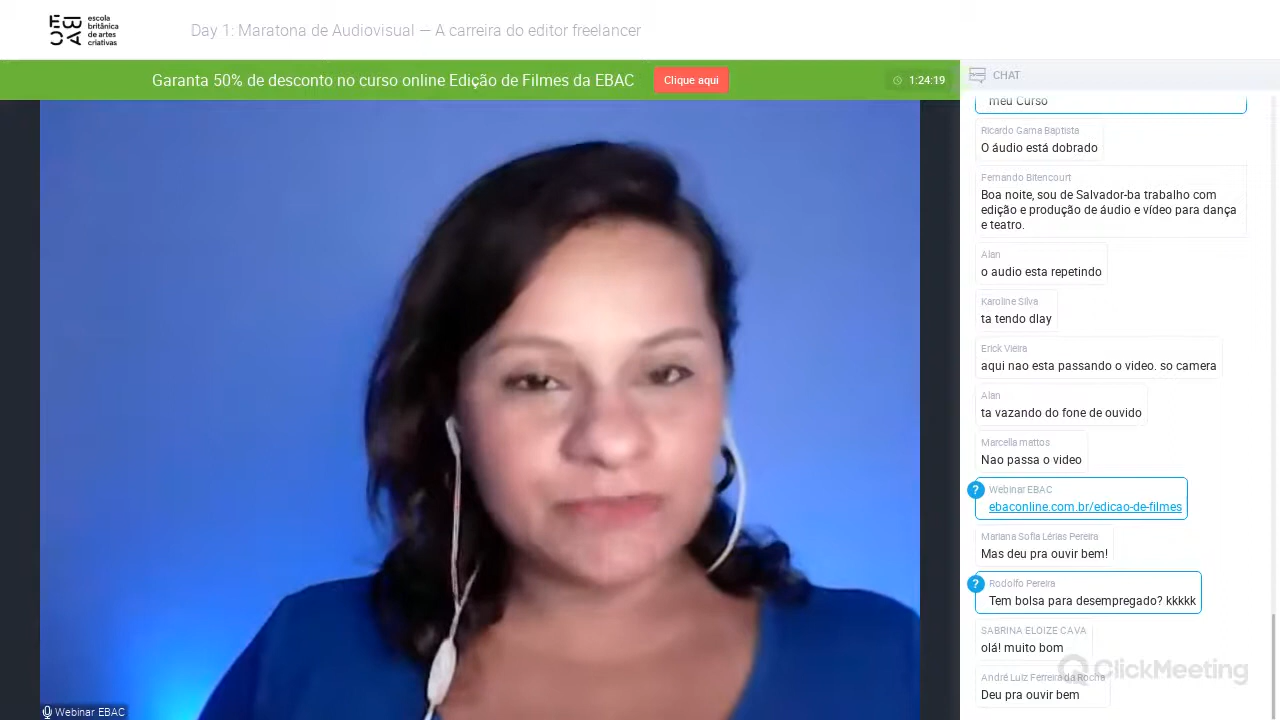 escola
britânica
de artes
criativas
EBAC
Day 1: Maratona de Audiovisual — A carreira do editor freelancer
Garanta 50% de desconto no curso online Edição de Filmes da EBAC
Clique aqui
1:24:19
CHAT
meu Curso
Ricardo Gama Baptista
O áudio está dobrado
Fernando Bitencourt
Boa noite, sou de Salvador-ba trabalho com
edição e produção de áudio e vídeo para dança
e teatro.
Alan
o audio esta repetindo
Karoline Silva
ta tendo dlay
Erick Vieira
aqui nao esta passando o video. so camera
Alan
ta vazando do fone de ouvido
Marcella mattos
Nao passa o video
?
Webinar EBAC
ebaconline.com.br/edicao-de-filmes
Mariana Sofia Lérias Pereira
Mas deu pra ouvir bem!
?
Rodolfo Pereira
Tem bolsa para desempregado? kkkkk
SABRINA ELOIZE CAVA
olá! muito bom
ClickMeeting
André Luiz Ferreira da Rocha
Deu pra ouvir bem
Webinar EBAC